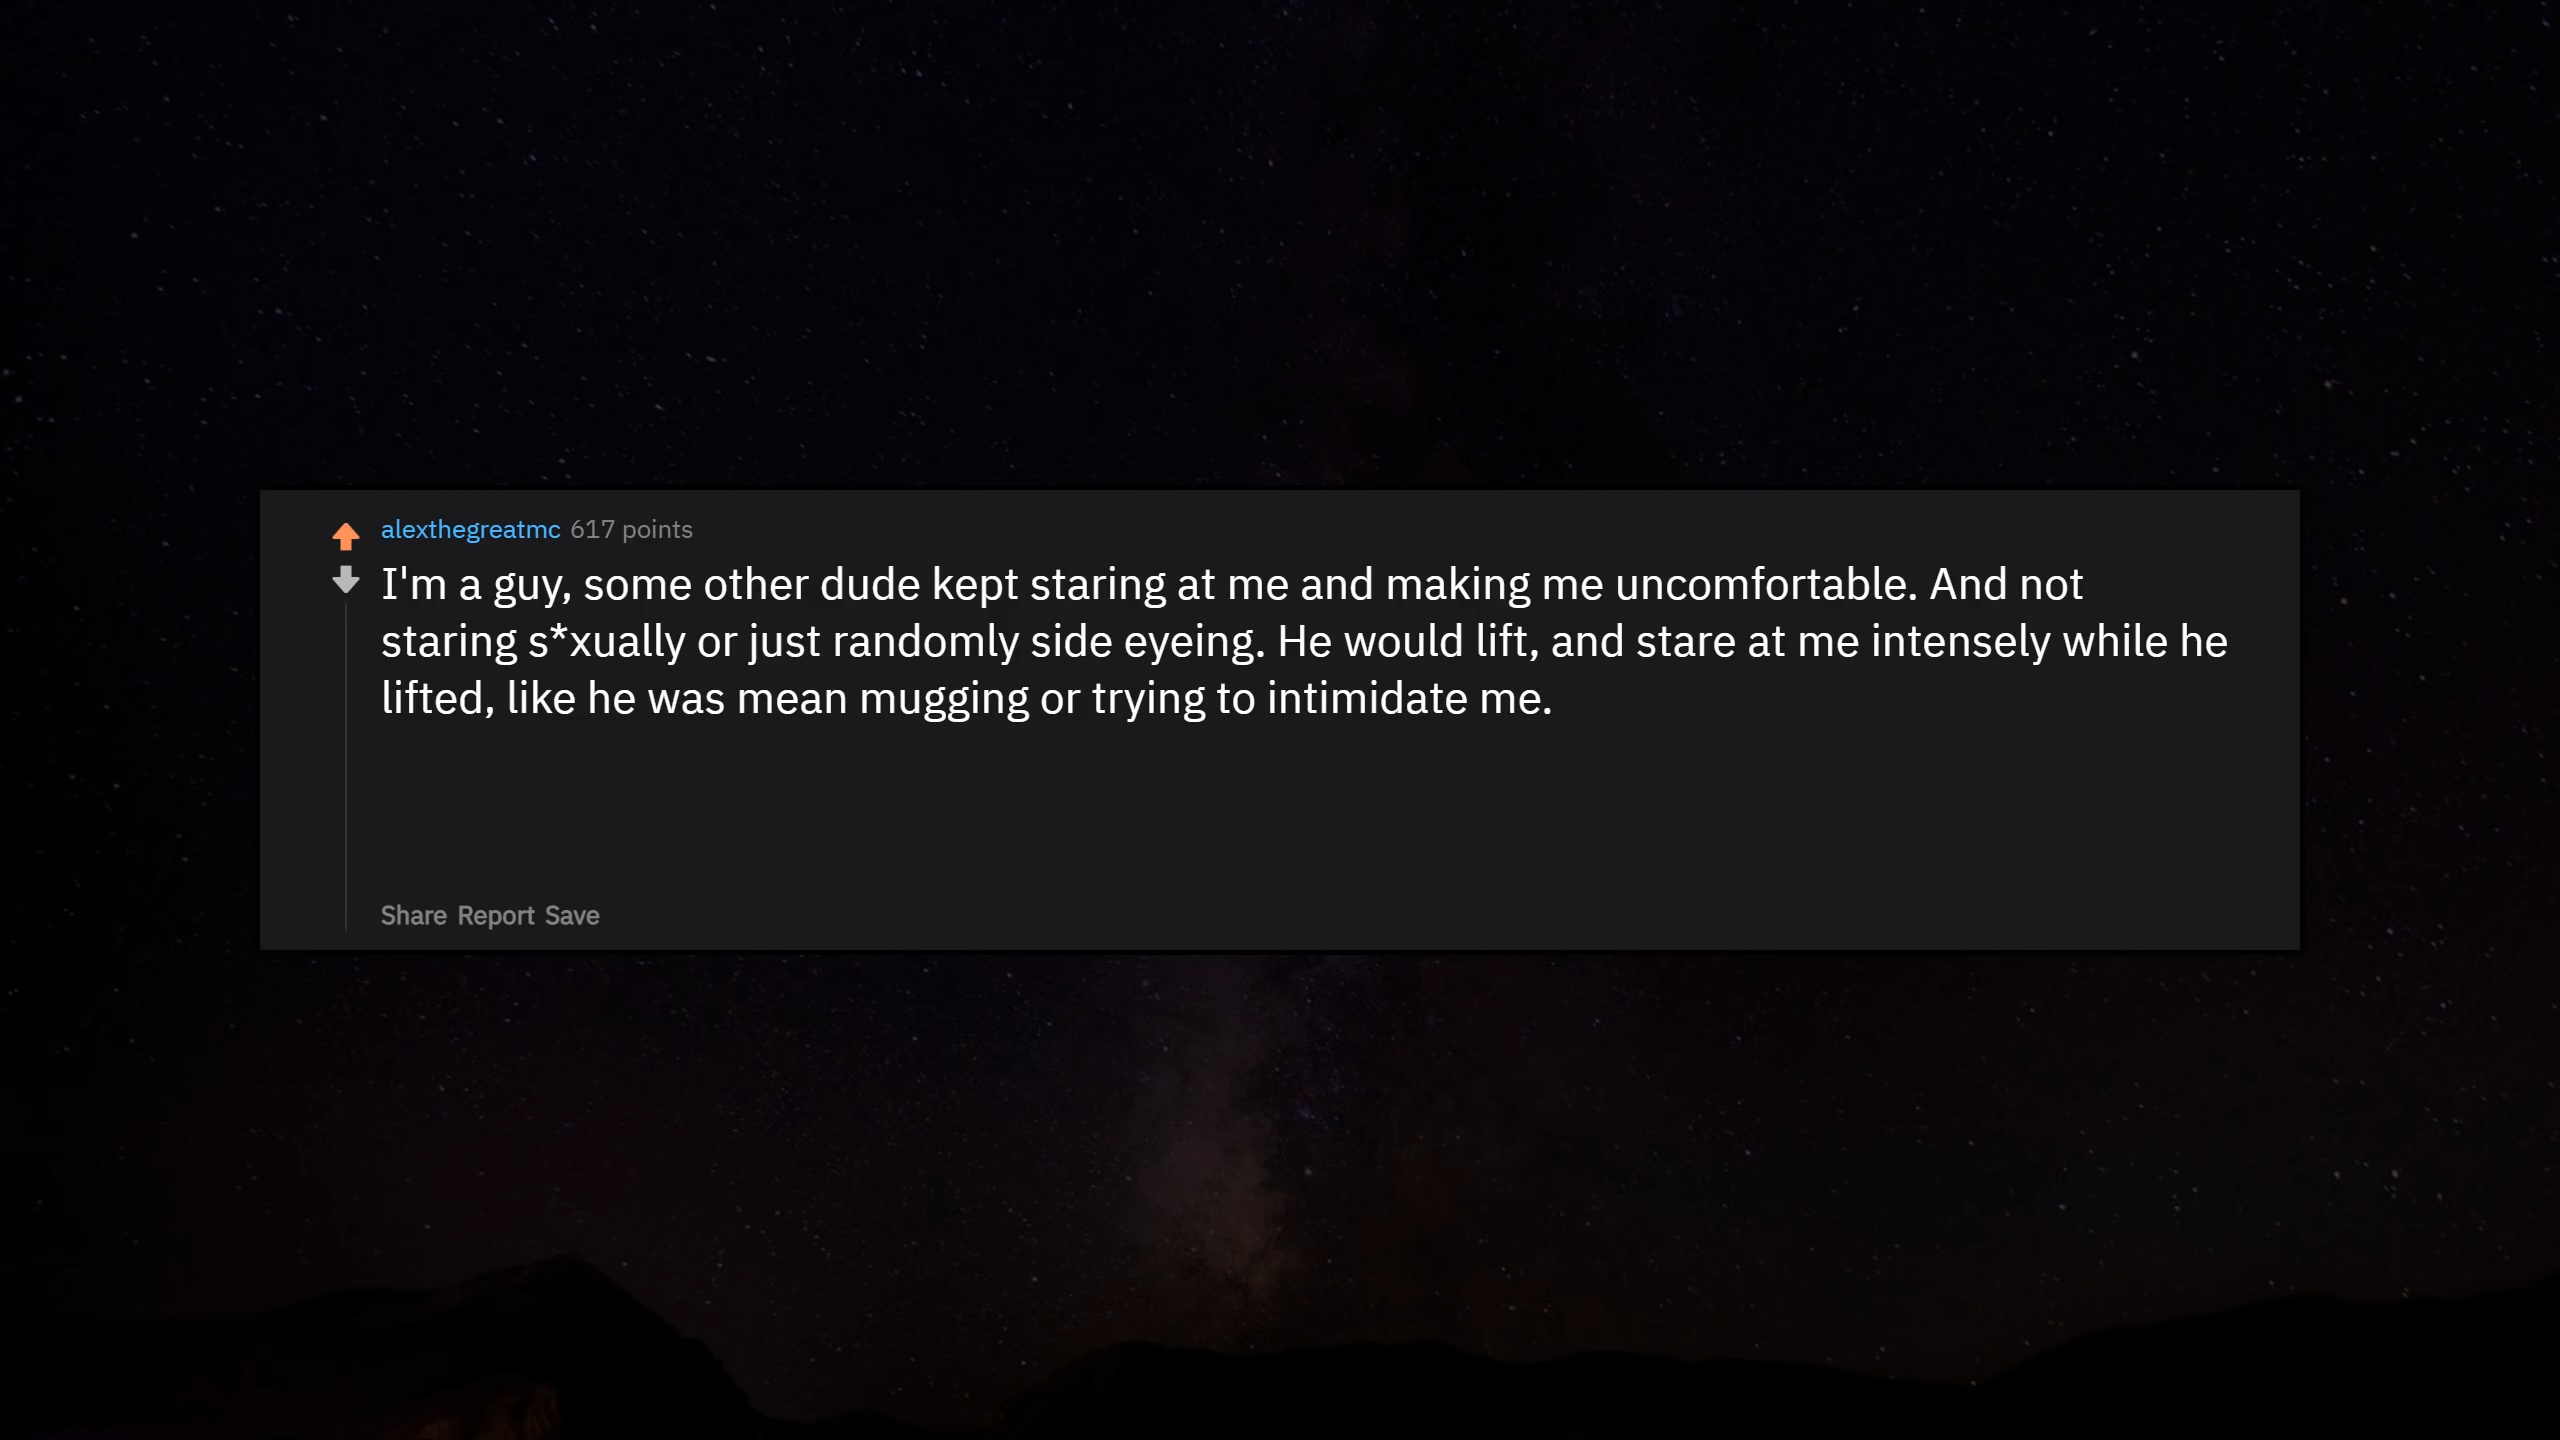 alexthegreatmc 617 points
I'm a guy, some other dude kept staring at me and making me uncomfortable. And not
staring s*xually or just randomly side eyeing. He would lift, and stare at me intensely while he
lifted, like he was mean mugging or trying to intimidate me.
Share Report Save